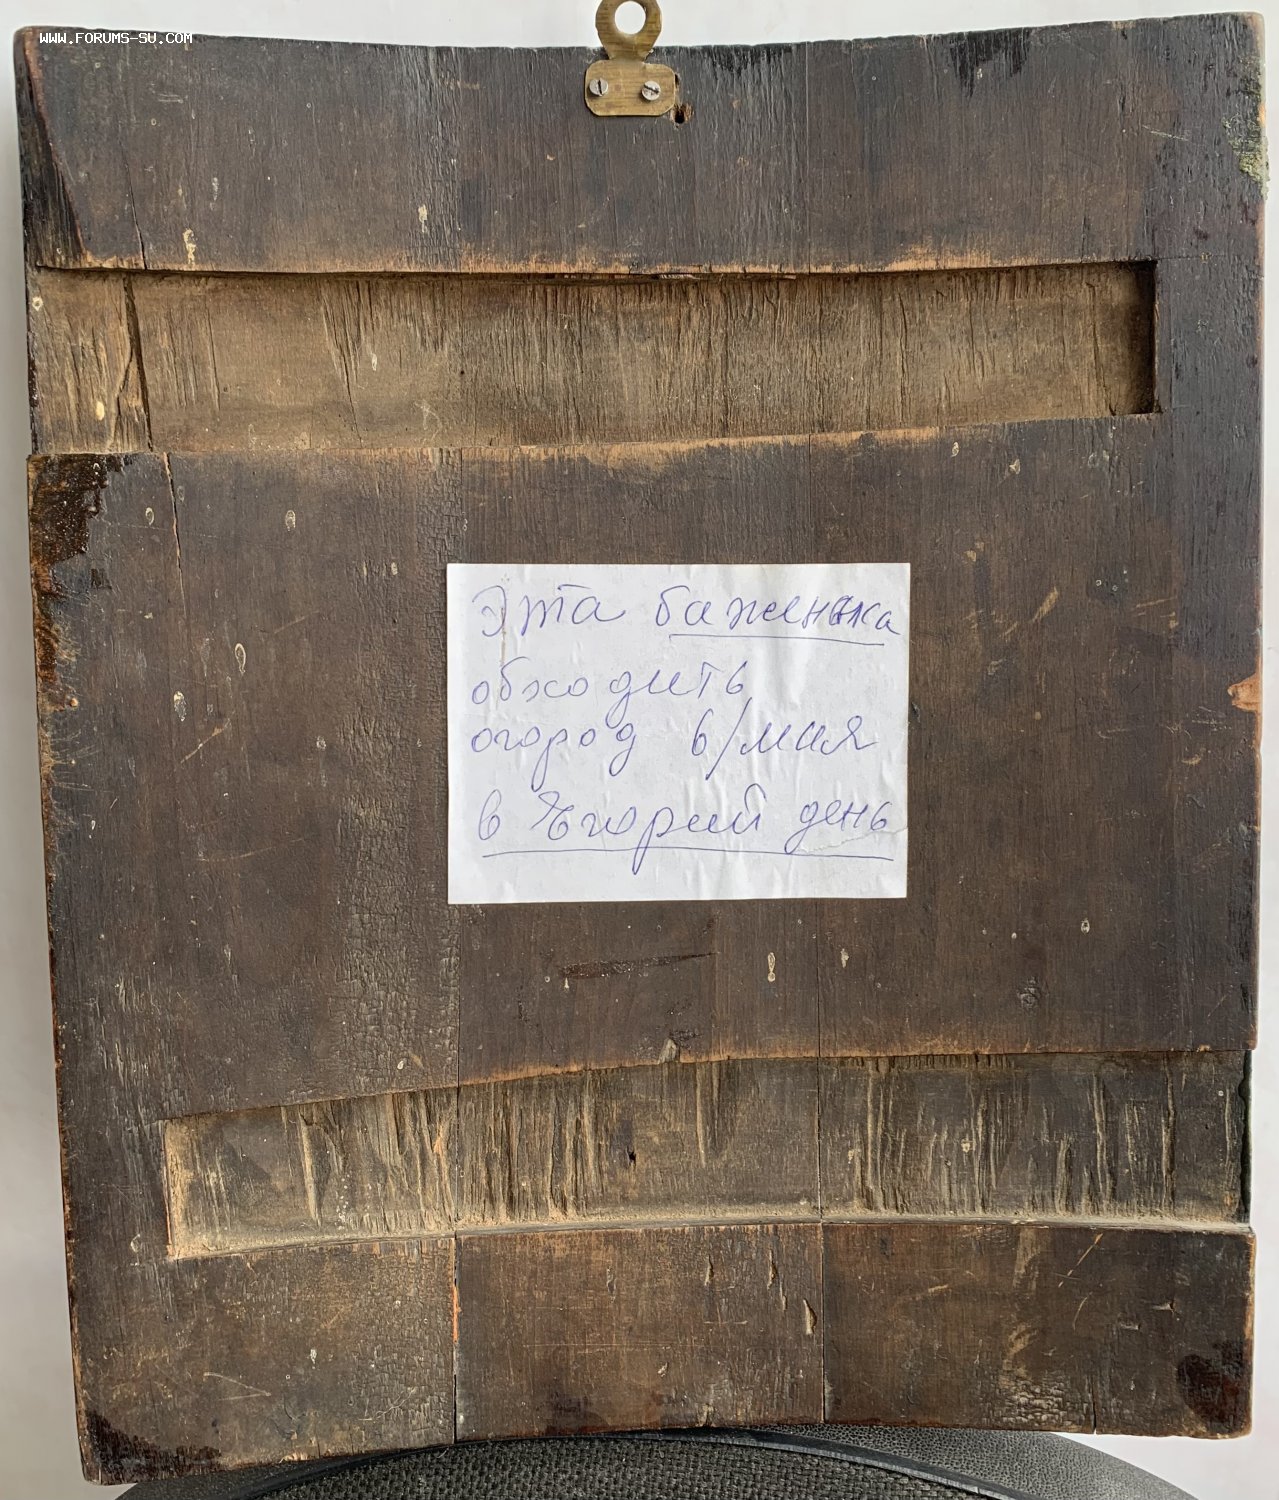 WWW.FORUMS-SU.COM
Эта баженька
обходить
огород 6/мая
в Егорий день